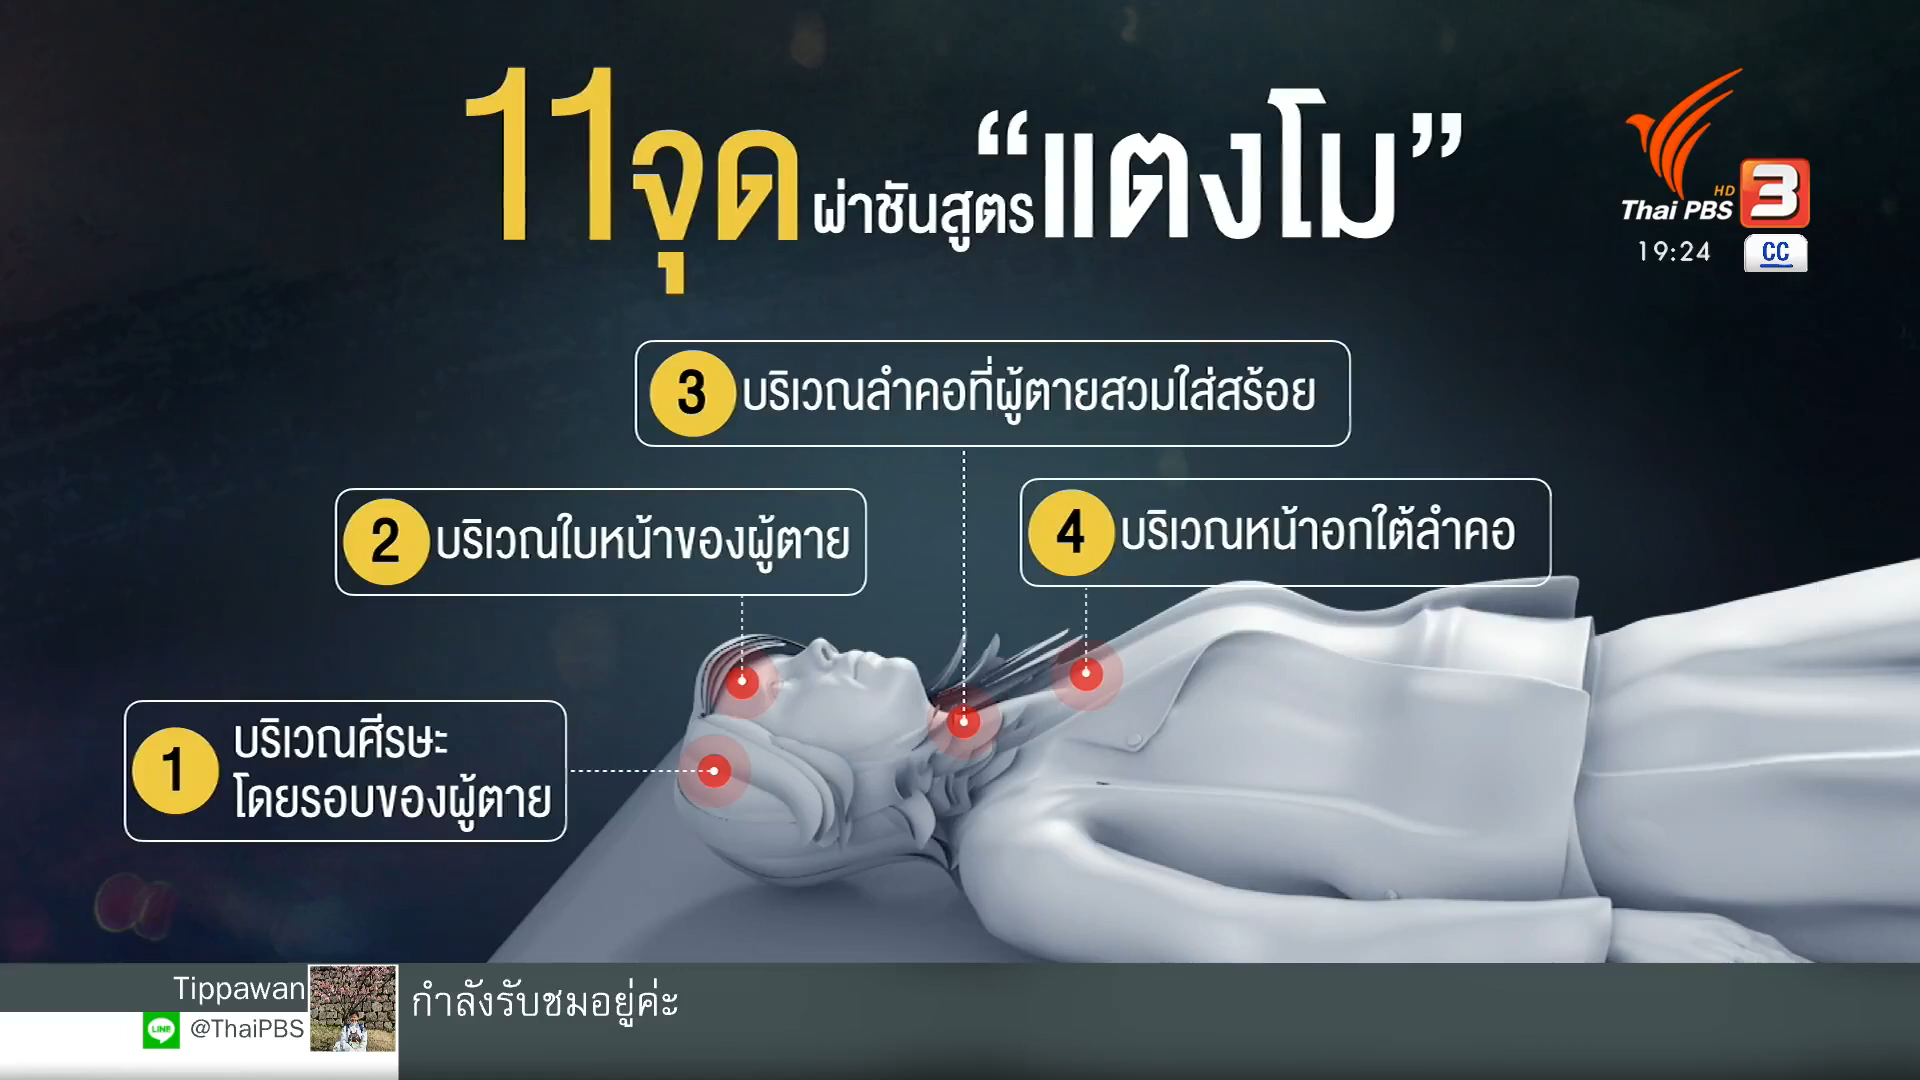 11จุด ผ่าชันสูตร “แตงโม”
Thai PBS HD 3
19:24 CC
3 บริเวณลำคอที่ผู้ตายสวมใส่สร้อย
2 บริเวณใบหน้าของผู้ตาย
4 บริเวณหน้าอกใต้ลำคอ
1 บริเวณศีรษะ
โดยรอบของผู้ตาย
Tippawan
LINE @ThaiPBS
กำลังรับชมอยู่ค่ะ